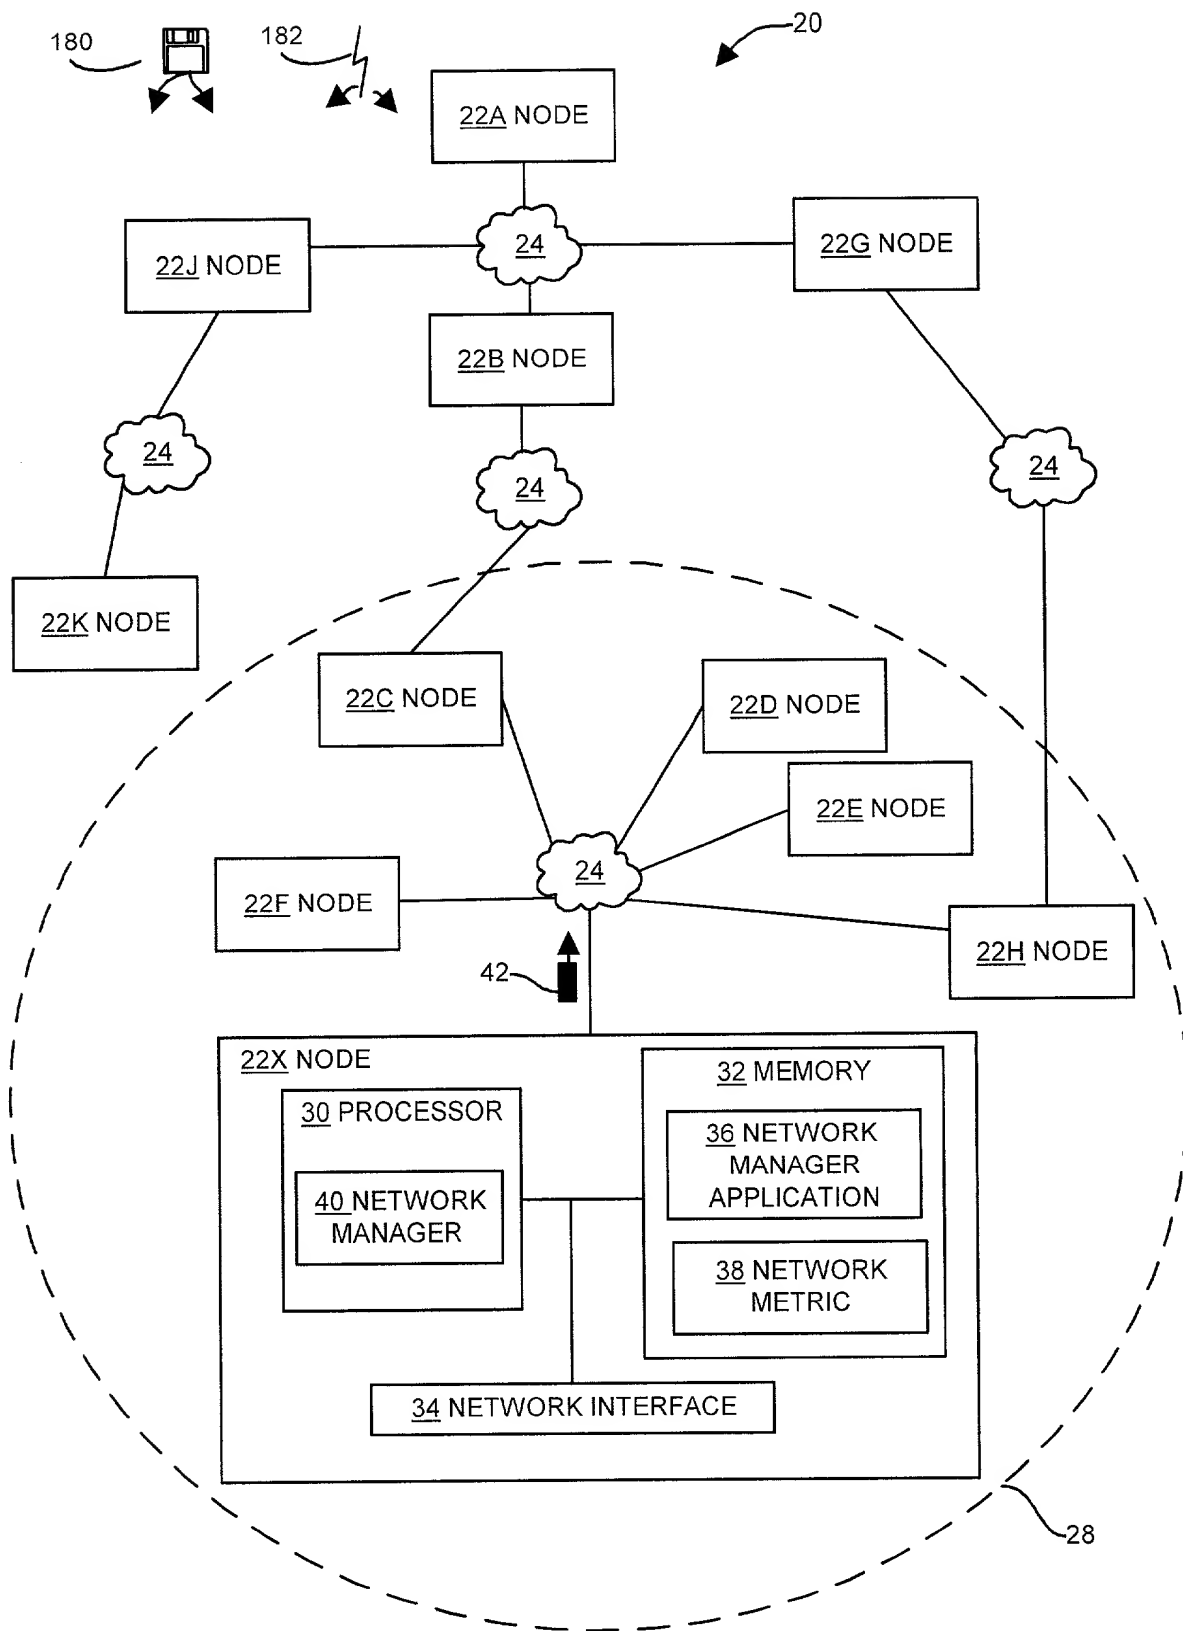 180
182
20
22A NODE
24
22J NODE
22G NODE
22B NODE
24
24
24
22K NODE
22C NODE
22D NODE
22E NODE
24
22F NODE
22H NODE
42
22X NODE
32 MEMORY
30 PROCESSOR
36 NETWORK
MANAGER
APPLICATION
40 NETWORK
MANAGER
38 NETWORK
METRIC
34 NETWORK INTERFACE
28